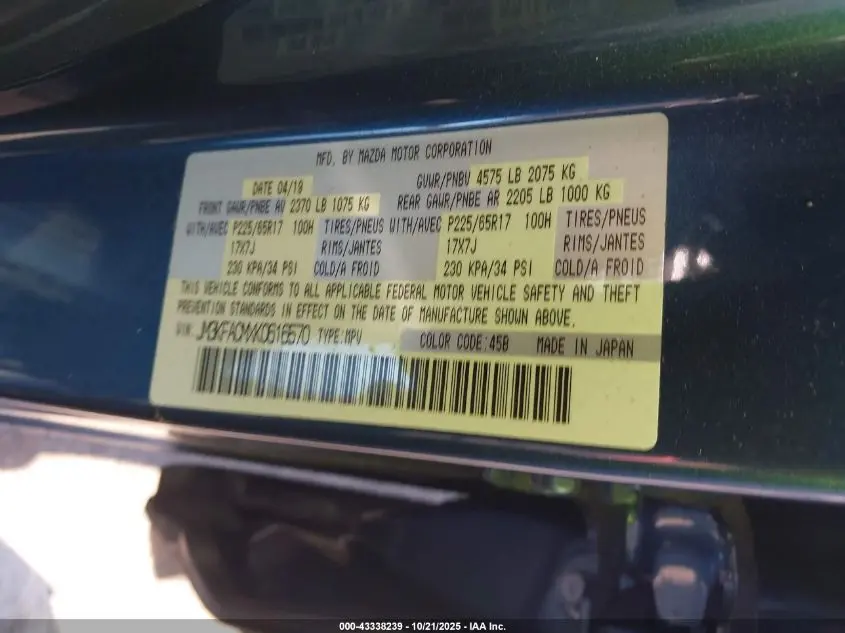 MFD. BY MAZDA MOTOR CORPORATION
DATE 04/19 GVWR/PNBV 4575 LB 2075 KG
FRONT GAWR/PNBE AV 2370 LB 1075 KG REAR GAWR/PNBE AR 2205 LB 1000 KG
WITH/AVEC P225/65R17 100H TIRES/PNEUS WITH/AVEC P225/65R17 100H TIRES/PNEUS
17X7J RIMS/JANTES 17X7J RIMS/JANTES
230 KPA/34 PSI COLD/A FROID 230 KPA/34 PSI COLD/A FROID
THIS VEHICLE CONFORMS TO ALL APPLICABLE FEDERAL MOTOR VEHICLE SAFETY AND THEFT
PREVENTION STANDARDS IN EFFECT ON THE DATE OF MANUFACTURE SHOWN ABOVE.
VIN: JM3KFACMXK0616570 TYPE:MPV COLOR CODE:45B MADE IN JAPAN
000-43338239 - 10/21/2025 - IAA Inc.